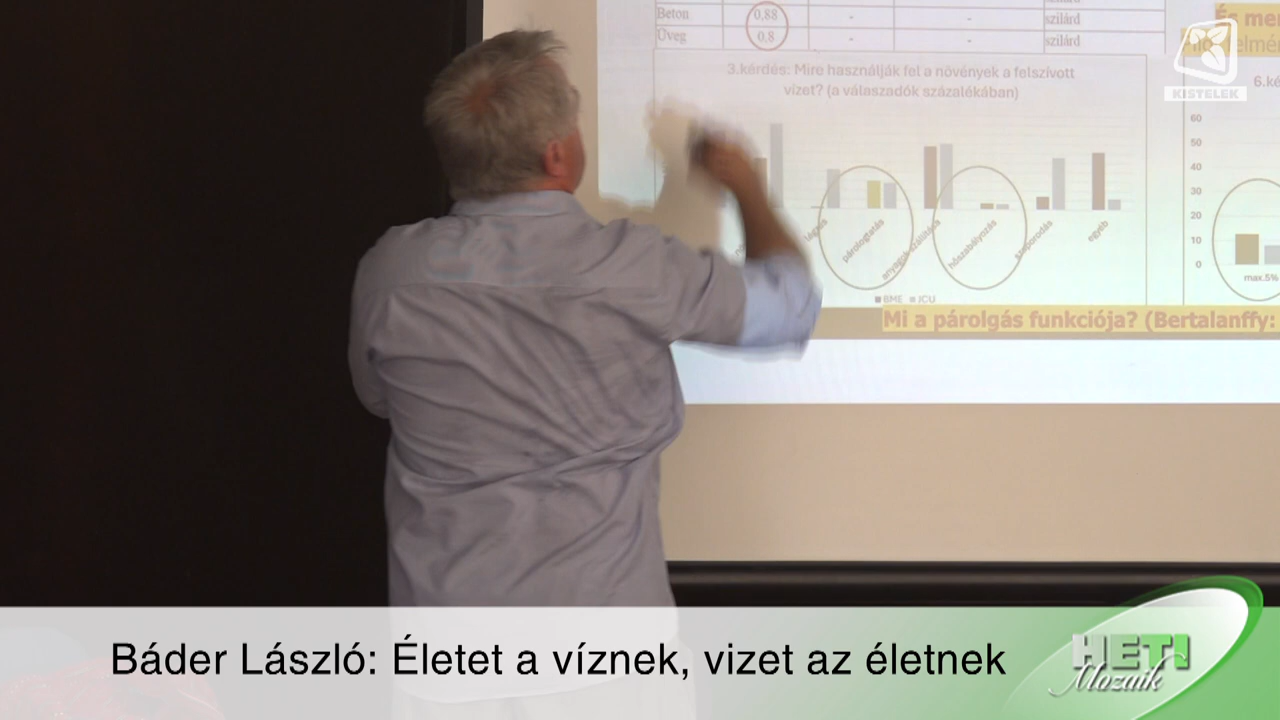 Beton 0,88 - - szilárd
Üveg 0,8 - - szilárd
És
KISTELEK
3.kérdés: Mire használják fel a növények a felszívott
vizet? (a válaszadók százalékában)
60
50
40
30
20
10
0
párologtatás
hőszabályozás
egyéb
max.5%
BME JCU
Mi a párolgás funkciója? (Bertalanffy:
Báder László: Életet a víznek, vizet az életnek
HETI
Mozaik